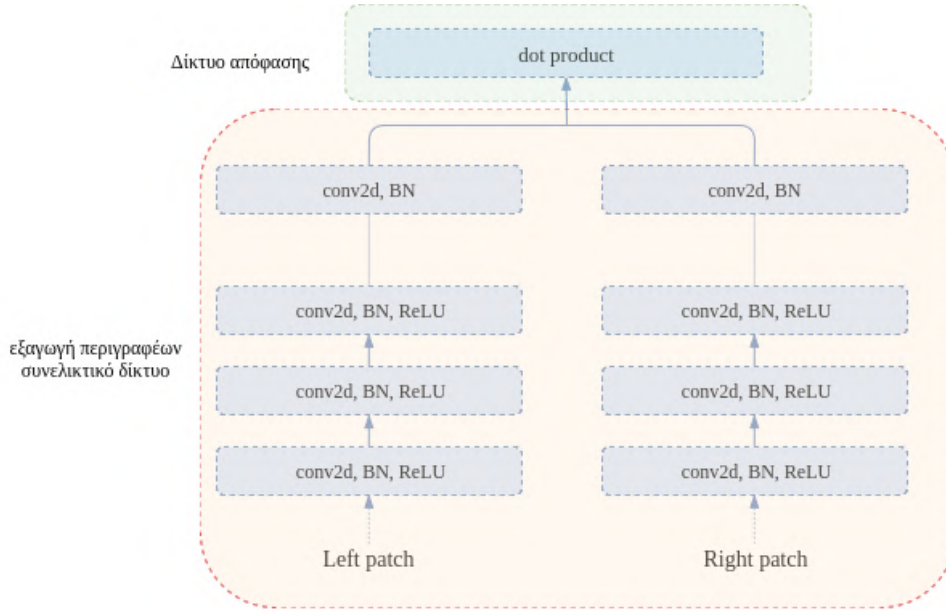 Δίκτυο απόφασης
dot product
conv2d, BN
conv2d, BN
conv2d, BN, ReLU
conv2d, BN, ReLU
εξαγωγή περιγραφέων
συνελικτικό δίκτυο
conv2d, BN, ReLU
conv2d, BN, ReLU
conv2d, BN, ReLU
conv2d, BN, ReLU
Left patch
Right patch